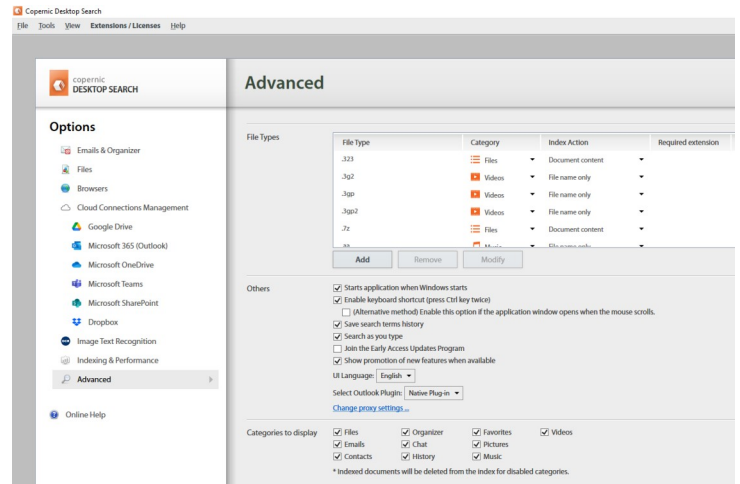 Copernic Desktop Search
File Tools View Extensions / Licenses Help
copernic
DESKTOP SEARCH
Advanced
Options
Emails & Organizer
Files
Browsers
Cloud Connections Management
Google Drive
Microsoft 365 (Outlook)
Microsoft OneDrive
Microsoft Teams
Microsoft SharePoint
Dropbox
Image Text Recognition
Indexing & Performance
Advanced
Online Help
File Types
File Type Category Index Action Required extension
.323 Files Document content
.3g2 Videos File name only
.3gp Videos File name only
.3gp2 Videos File name only
.7z Files Document content
Music File name only
Add Remove Modify
Others
Starts application when Windows starts
Enable keyboard shortcut (press Ctrl key twice)
(Alternative method) Enable this option if the application window opens when the mouse scrolls.
Save search terms history
Search as you type
Join the Early Access Updates Program
Show promotion of new features when available
UI Language: English
Select Outlook Plugin: Native Plug-in
Change proxy settings ...
Categories to display
Files Organizer Favorites Videos
Emails Chat Pictures
Contacts History Music
* Indexed documents will be deleted from the index for disabled categories.